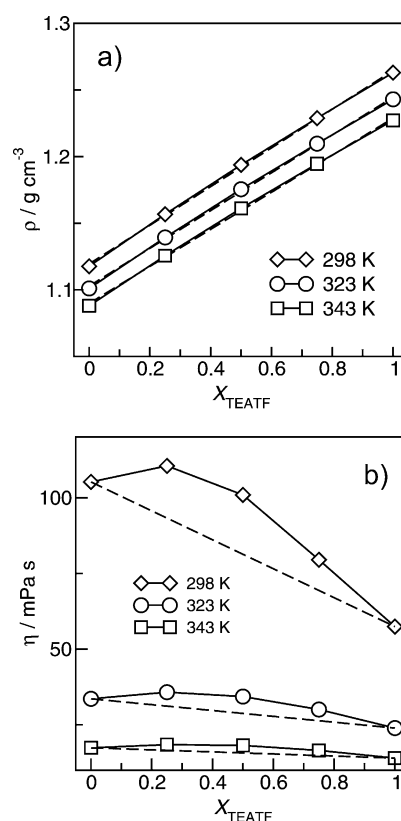 a)
ρ / g cm⁻³
1.3
1.2
1.1
298 K
323 K
343 K
0 0.2 0.4 0.6 0.8 1
X_TEATF
b)
η / mPa s
100
50
298 K
323 K
343 K
0 0.2 0.4 0.6 0.8 1
X_TEATF